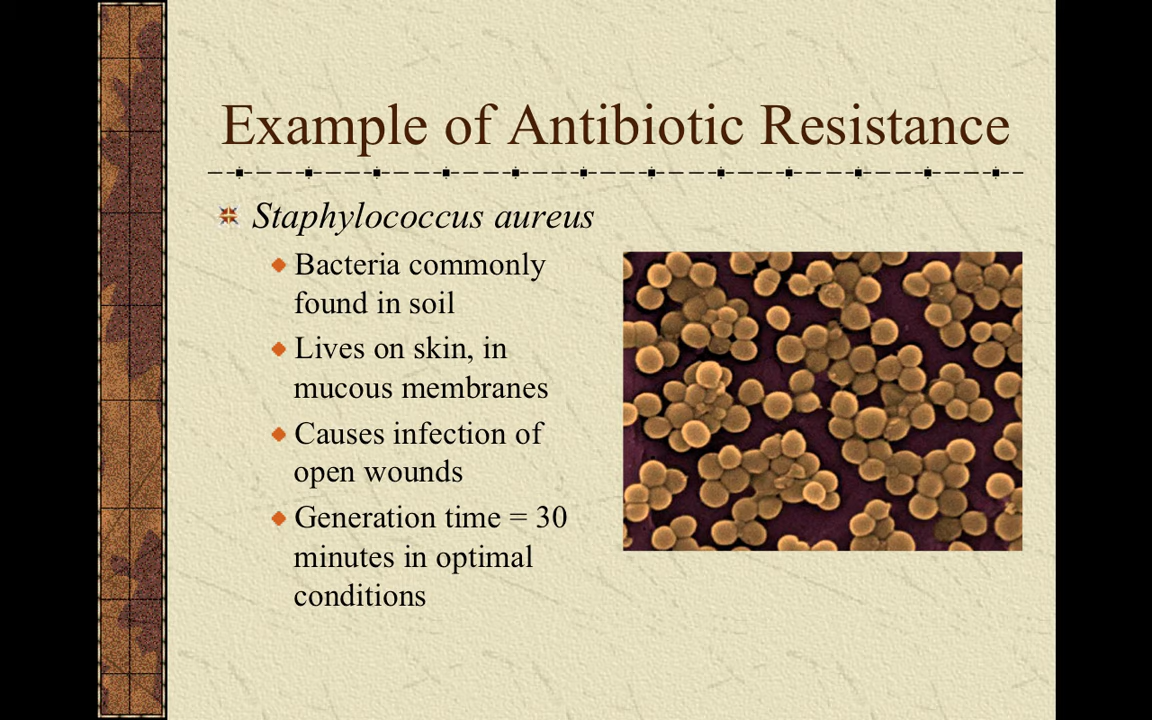 Example of Antibiotic Resistance
Staphylococcus aureus
Bacteria commonly
found in soil
Lives on skin, in
mucous membranes
Causes infection of
open wounds
Generation time = 30
minutes in optimal
conditions